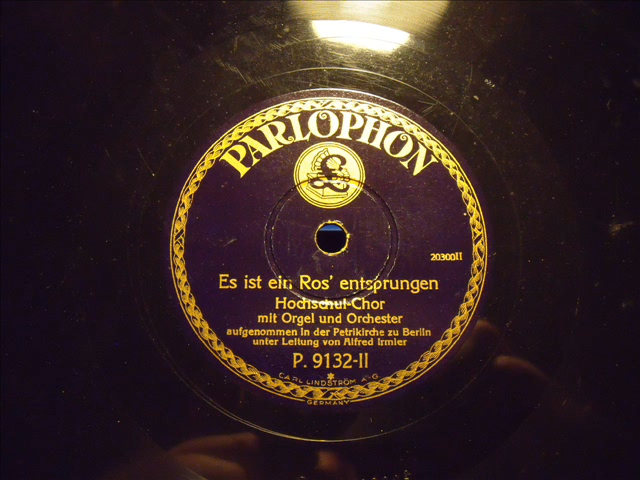 PARLOPHON
£
20300II
Es ist ein Ros' entsprungen
Hochschul-Chor
mit Orgel und Orchester
aufgenommen in der Petrikirche zu Berlin
unter Leitung von Alfred Irmler
P. 9132-II
CARL LINDSTRÖM A.G.
GERMANY